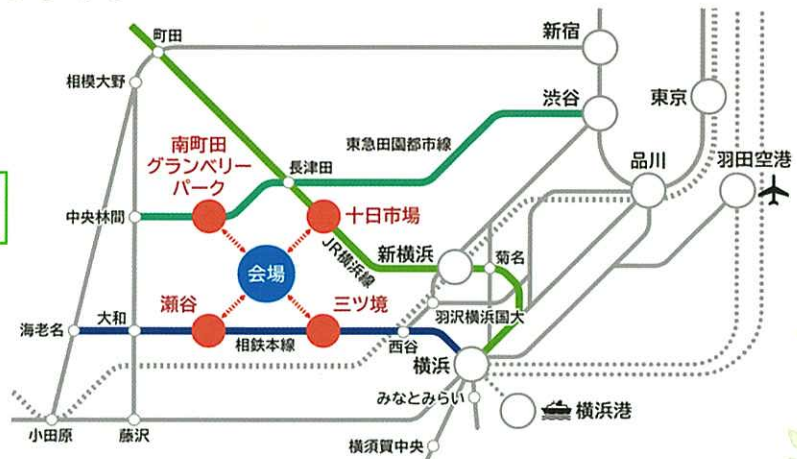 町田
新宿
相模大野
渋谷
東京
東急田園都市線
南町田
グランベリー
パーク
長津田
品川
羽田空港
中央林間
十日市場
JR横浜線
新横浜
菊名
会場
瀬谷
三ツ境
羽沢横浜国大
海老名
大和
相鉄本線
西谷
横浜
みなとみらい
横浜港
小田原
藤沢
横須賀中央